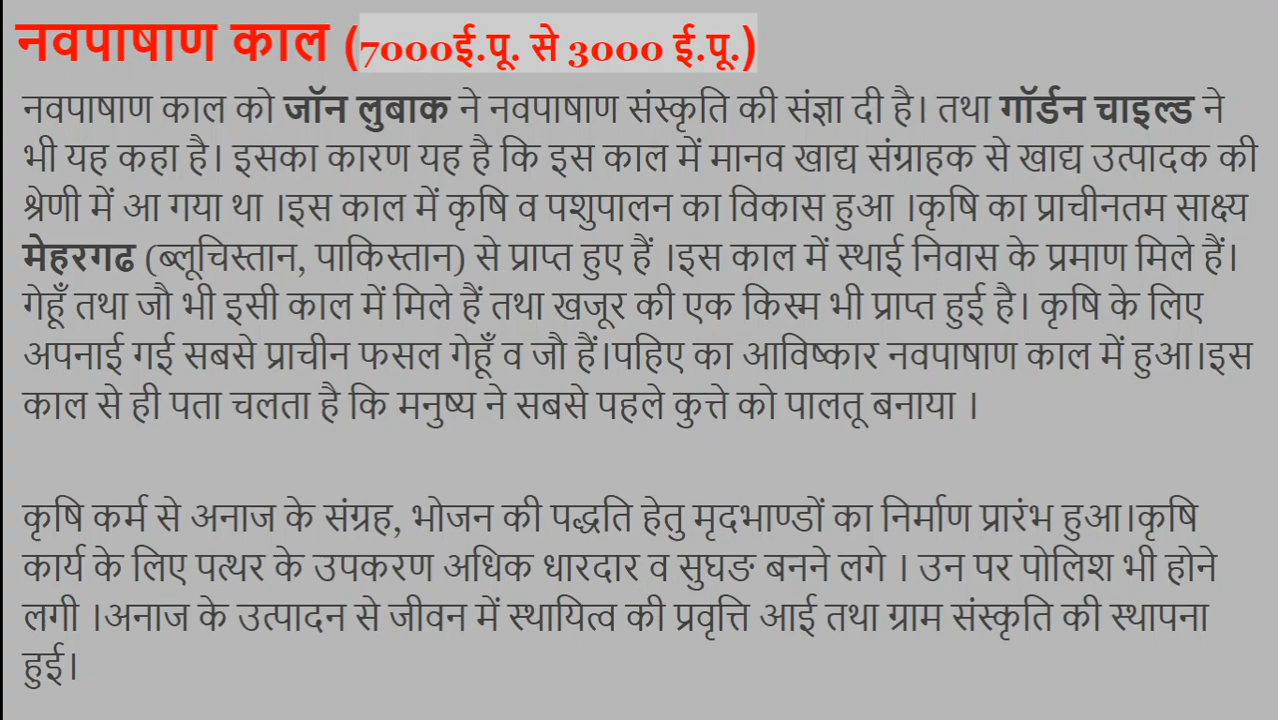 नवपाषाण काल (7000ई.पू. से 3000 ई.पू.)
नवपाषाण काल को जॉन लुबाक ने नवपाषाण संस्कृति की संज्ञा दी है। तथा गॉर्डन चाइल्ड ने
भी यह कहा है। इसका कारण यह है कि इस काल में मानव खाद्य संग्राहक से खाद्य उत्पादक की
श्रेणी में आ गया था ।इस काल में कृषि व पशुपालन का विकास हुआ ।कृषि का प्राचीनतम साक्ष्य
मेहरगढ (ब्लूचिस्तान, पाकिस्तान) से प्राप्त हुए हैं ।इस काल में स्थाई निवास के प्रमाण मिले हैं।
गेहूँ तथा जौ भी इसी काल में मिले हैं तथा खजूर की एक किस्म भी प्राप्त हुई है। कृषि के लिए
अपनाई गई सबसे प्राचीन फसल गेहूँ व जौ हैं।पहिए का आविष्कार नवपाषाण काल में हुआ।इस
काल से ही पता चलता है कि मनुष्य ने सबसे पहले कुत्ते को पालतू बनाया ।
कृषि कर्म से अनाज के संग्रह, भोजन की पद्धति हेतु मृदभाण्डों का निर्माण प्रारंभ हुआ।कृषि
कार्य के लिए पत्थर के उपकरण अधिक धारदार व सुघङ बनने लगे । उन पर पोलिश भी होने
लगी ।अनाज के उत्पादन से जीवन में स्थायित्व की प्रवृत्ति आई तथा ग्राम संस्कृति की स्थापना
हुई।